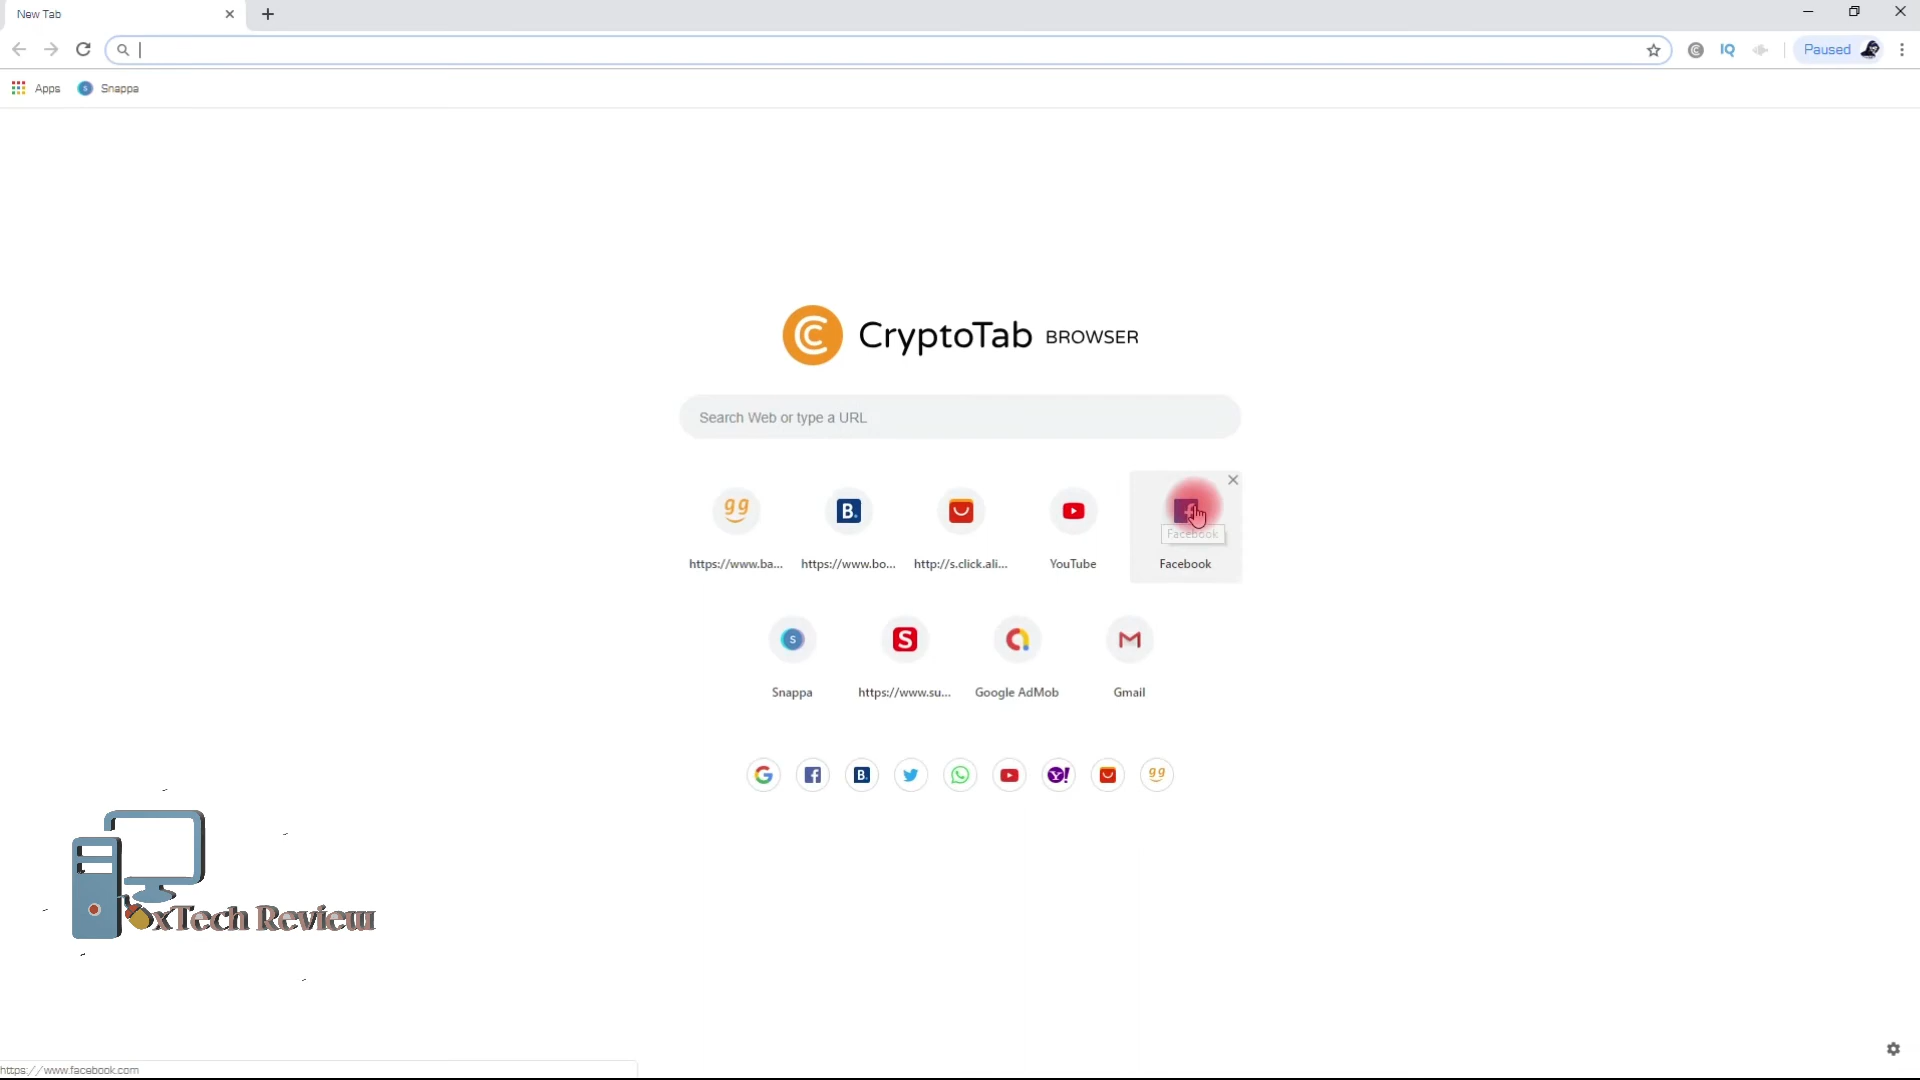 New Tab
IQ
Paused
Apps
S
Snappa
CryptoTab BROWSER
Search Web or type a URL
gg
B.
Facebook
https://www.ba...
https://www.bo...
http://s.click.ali...
YouTube
Facebook
S
S
Snappa
https://www.su...
Google AdMob
Gmail
G
B.
Y!
gg
xTech Review
https://www.facebook.com